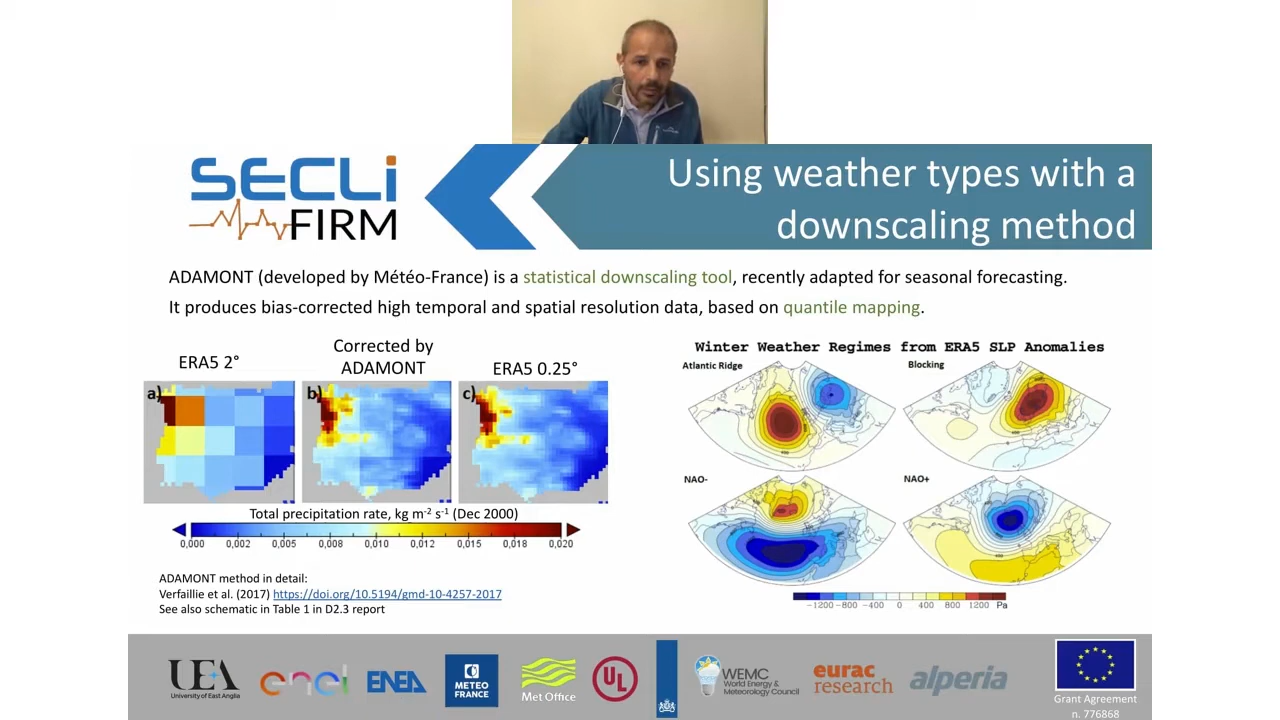 SECLi
FIRM
Using weather types with a
downscaling method
ADAMONT (developed by Météo-France) is a statistical downscaling tool, recently adapted for seasonal forecasting.
It produces bias-corrected high temporal and spatial resolution data, based on quantile mapping.
ERA5 2°
Corrected by
ADAMONT
ERA5 0.25°
a)
b)
c)
Total precipitation rate, kg m-2 s-1 (Dec 2000)
0,000 0,002 0,005 0,008 0,010 0,012 0,015 0,018 0,020
ADAMONT method in detail:
Verfaillie et al. (2017) https://doi.org/10.5194/gmd-10-4257-2017
See also schematic in Table 1 in D2.3 report
Winter Weather Regimes from ERA5 SLP Anomalies
Atlantic Ridge
Blocking
NAO-
NAO+
-1200 -800 -400 0 400 800 1200 Pa
UEA
University of East Anglia
enel
ENEA
METEO
FRANCE
Met Office
UL
WEMC
World Energy &
Meteorology Council
eurac
research
alperia
Grant Agreement
n. 776868